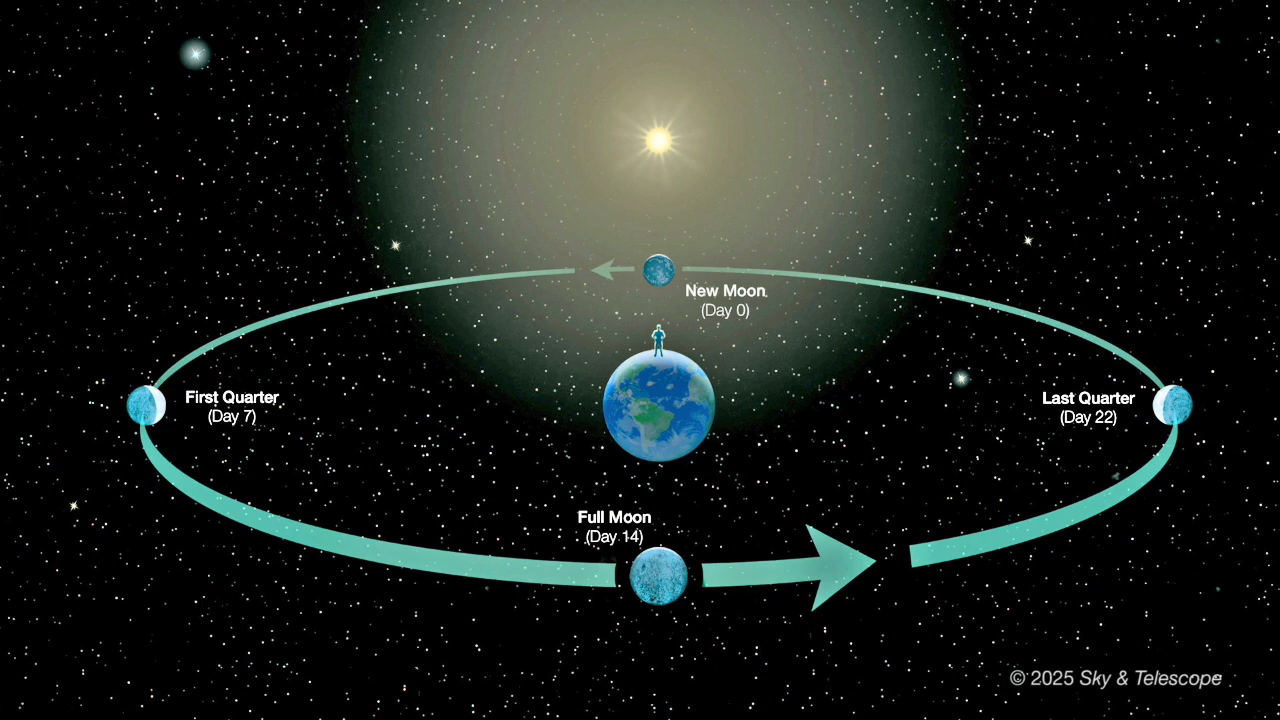 New Moon
(Day 0)
First Quarter
(Day 7)
Last Quarter
(Day 22)
Full Moon
(Day 14)
© 2025 Sky & Telescope